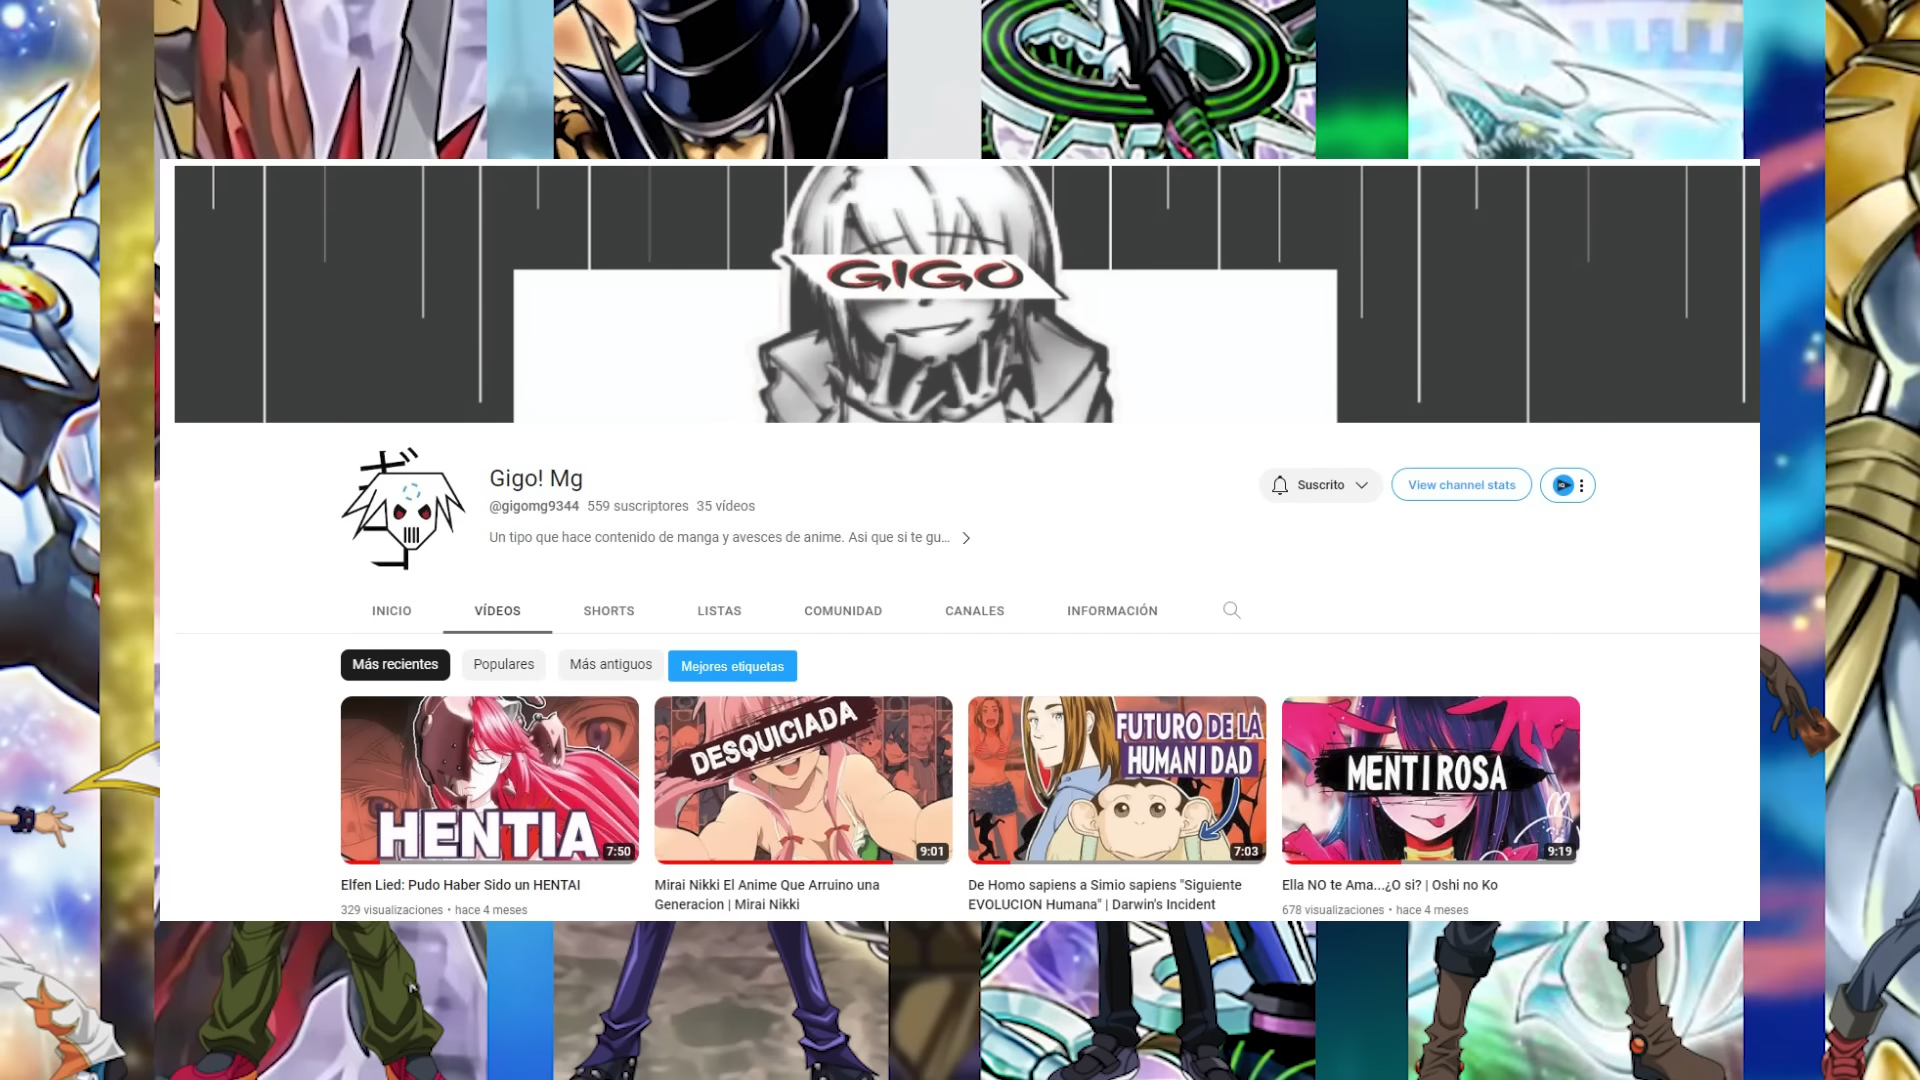 GIGO
Gigo! Mg
@gigomg9344 559 suscriptores 35 vídeos
Un tipo que hace contenido de manga y avesces de anime. Asi que si te gu...
Suscrito
View channel stats
INICIO
VÍDEOS
SHORTS
LISTAS
COMUNIDAD
CANALES
INFORMACIÓN
Más recientes
Populares
Más antiguos
Mejores etiquetas
HENTIA
7:50
Elfen Lied: Pudo Haber Sido un HENTAI
329 visualizaciones • hace 4 meses
DESQUICIADA
9:01
Mirai Nikki El Anime Que Arruino una
Generacion | Mirai Nikki
FUTURO DE LA
HUMANIDAD
7:03
De Homo sapiens a Simio sapiens "Siguiente
EVOLUCION Humana" | Darwin's Incident
MENTIROSA
9:19
Ella NO te Ama...¿O si? | Oshi no Ko
678 visualizaciones • hace 4 meses